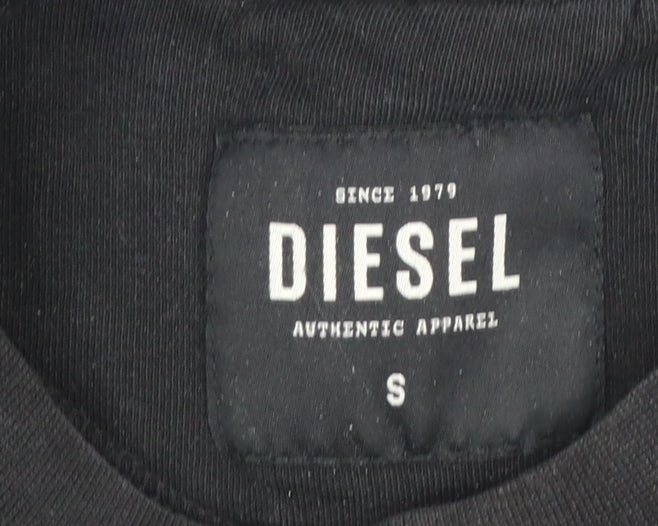 SINCE 1979
DIESEL
AUTHENTIC APPAREL
S